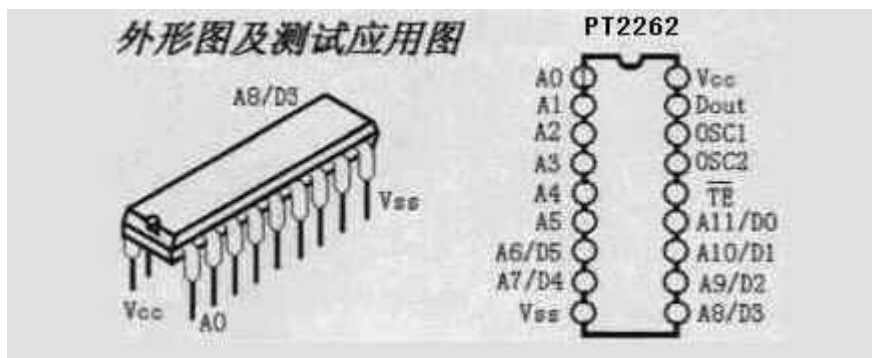 外形图及测试应用图
PT2262
A8/D3
Vss
Vcc
A0
A0 Vcc
A1 Dout
A2 OSC1
A3 OSC2
A4 TE
A5 A11/D0
A6/D5 A10/D1
A7/D4 A9/D2
Vss A8/D3